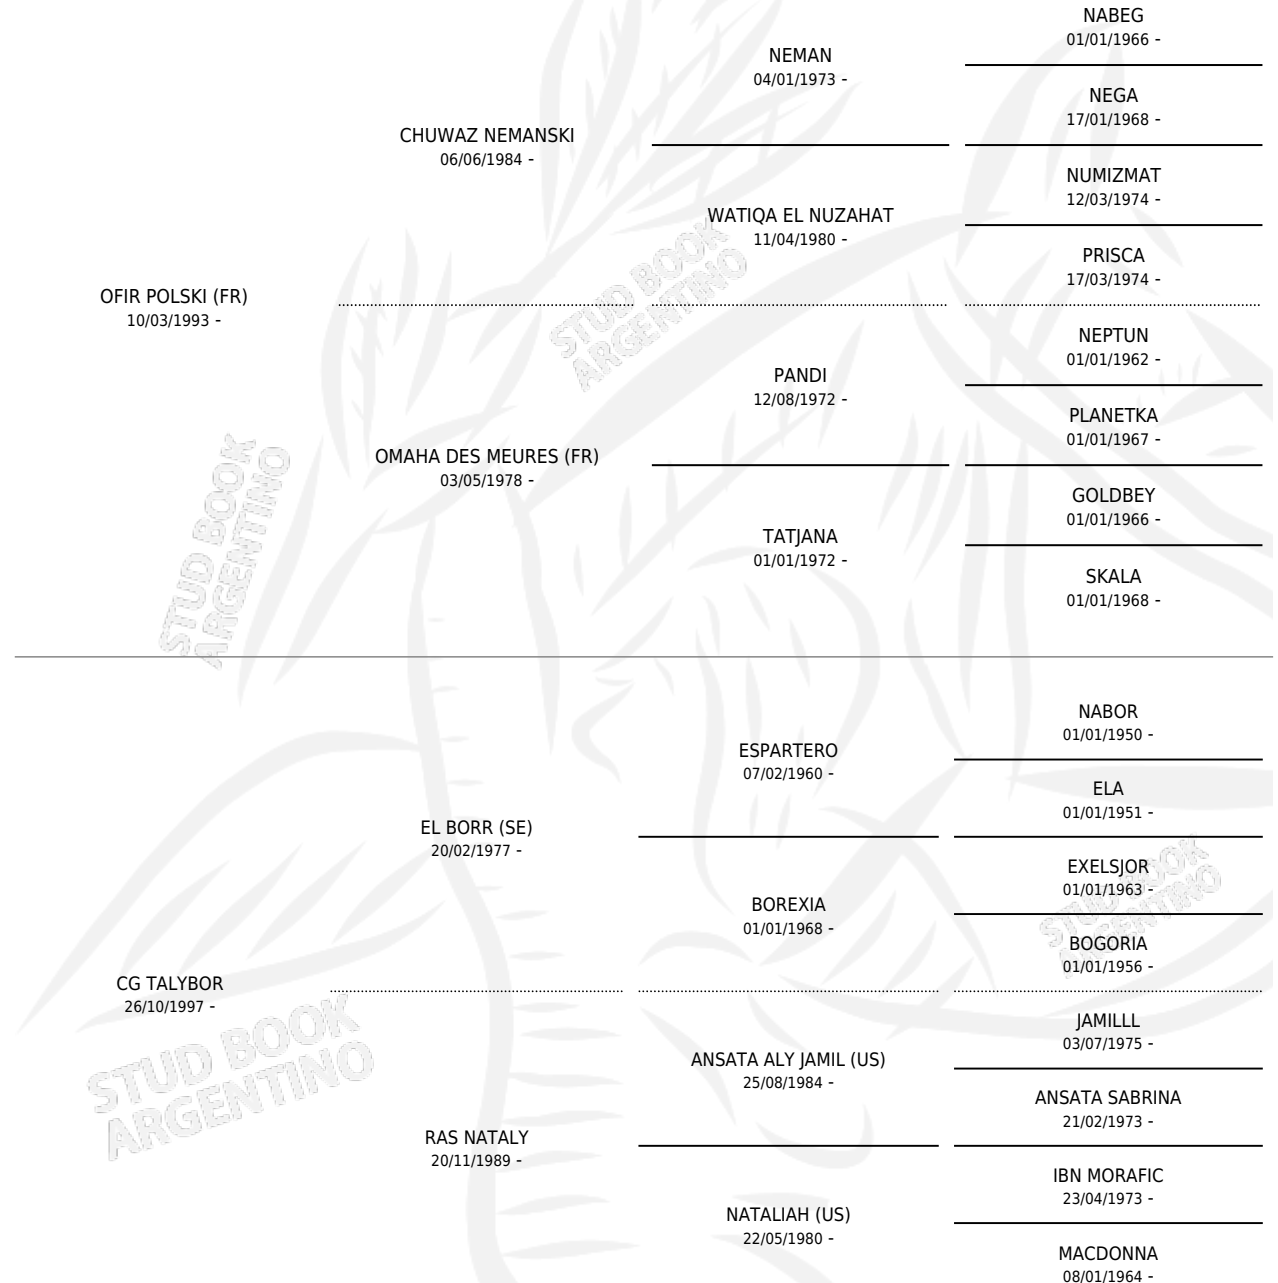 NABEG
01/01/1966 -
NEMAN
04/01/1973 -
NEGA
17/01/1968 -
CHUWAZ NEMANSKI
06/06/1984 -
NUMIZMAT
12/03/1974 -
WATIQA EL NUZAHAT
11/04/1980 -
PRISCA
17/03/1974 -
OFIR POLSKI (FR)
10/03/1993 -
STUD BOOK
ARGENTINO
NEPTUN
01/01/1962 -
PANDI
12/08/1972 -
PLANETKA
01/01/1967 -
OMAHA DES MEURES (FR)
03/05/1978 -
GOLDBEY
01/01/1966 -
TATJANA
01/01/1972 -
SKALA
01/01/1968 -
STUD BOOK
ARGENTINO
NABOR
01/01/1950 -
ESPARTERO
07/02/1960 -
ELA
01/01/1951 -
EL BORR (SE)
20/02/1977 -
EXELSJOR
01/01/1963 -
BOREXIA
01/01/1968 -
BOGORIA
01/01/1956 -
STUD BOOK
ARGENTINO
CG TALYBOR
26/10/1997 -
JAMILLL
03/07/1975 -
ANSATA ALY JAMIL (US)
25/08/1984 -
ANSATA SABRINA
21/02/1973 -
STUD BOOK
ARGENTINO
RAS NATALY
20/11/1989 -
IBN MORAFIC
23/04/1973 -
NATALIAH (US)
22/05/1980 -
MACDONNA
08/01/1964 -